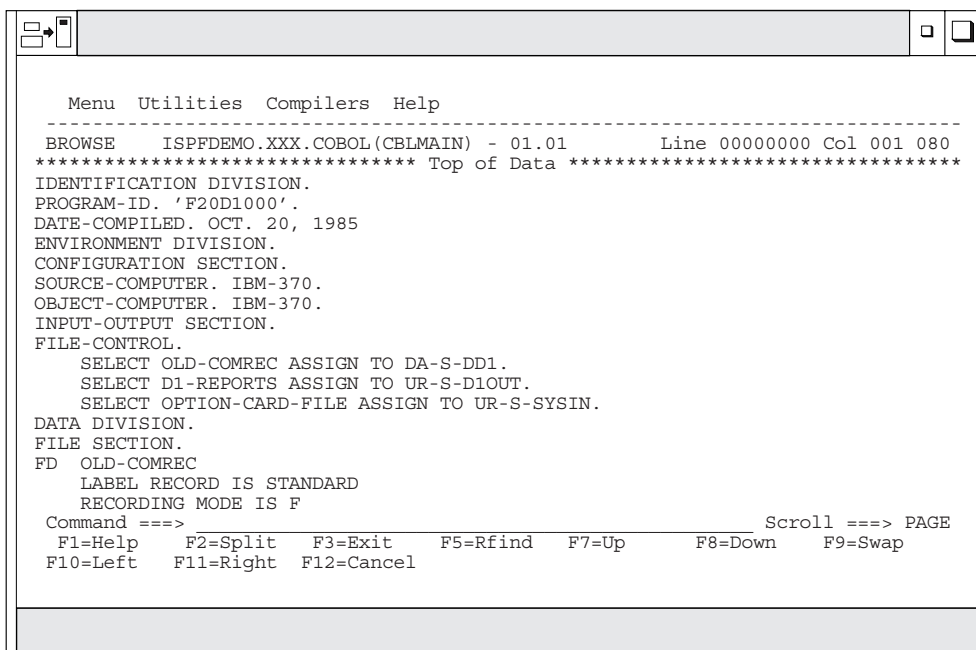 Menu  Utilities  Compilers  Help
-------------------------------------------------------------------------------
BROWSE    ISPFDEMO.XXX.COBOL(CBLMAIN) - 01.01         Line 00000000 Col 001 080
********************************* Top of Data **********************************
IDENTIFICATION DIVISION.
PROGRAM-ID. 'F20D1000'.
DATE-COMPILED. OCT. 20, 1985
ENVIRONMENT DIVISION.
CONFIGURATION SECTION.
SOURCE-COMPUTER. IBM-370.
OBJECT-COMPUTER. IBM-370.
INPUT-OUTPUT SECTION.
FILE-CONTROL.
    SELECT OLD-COMREC ASSIGN TO DA-S-DD1.
    SELECT D1-REPORTS ASSIGN TO UR-S-D1OUT.
    SELECT OPTION-CARD-FILE ASSIGN TO UR-S-SYSIN.
DATA DIVISION.
FILE SECTION.
FD  OLD-COMREC
    LABEL RECORD IS STANDARD
    RECORDING MODE IS F
Command ===> ________________________________________________ Scroll ===> PAGE
F1=Help    F2=Split   F3=Exit    F5=Rfind   F7=Up      F8=Down    F9=Swap
F10=Left   F11=Right  F12=Cancel